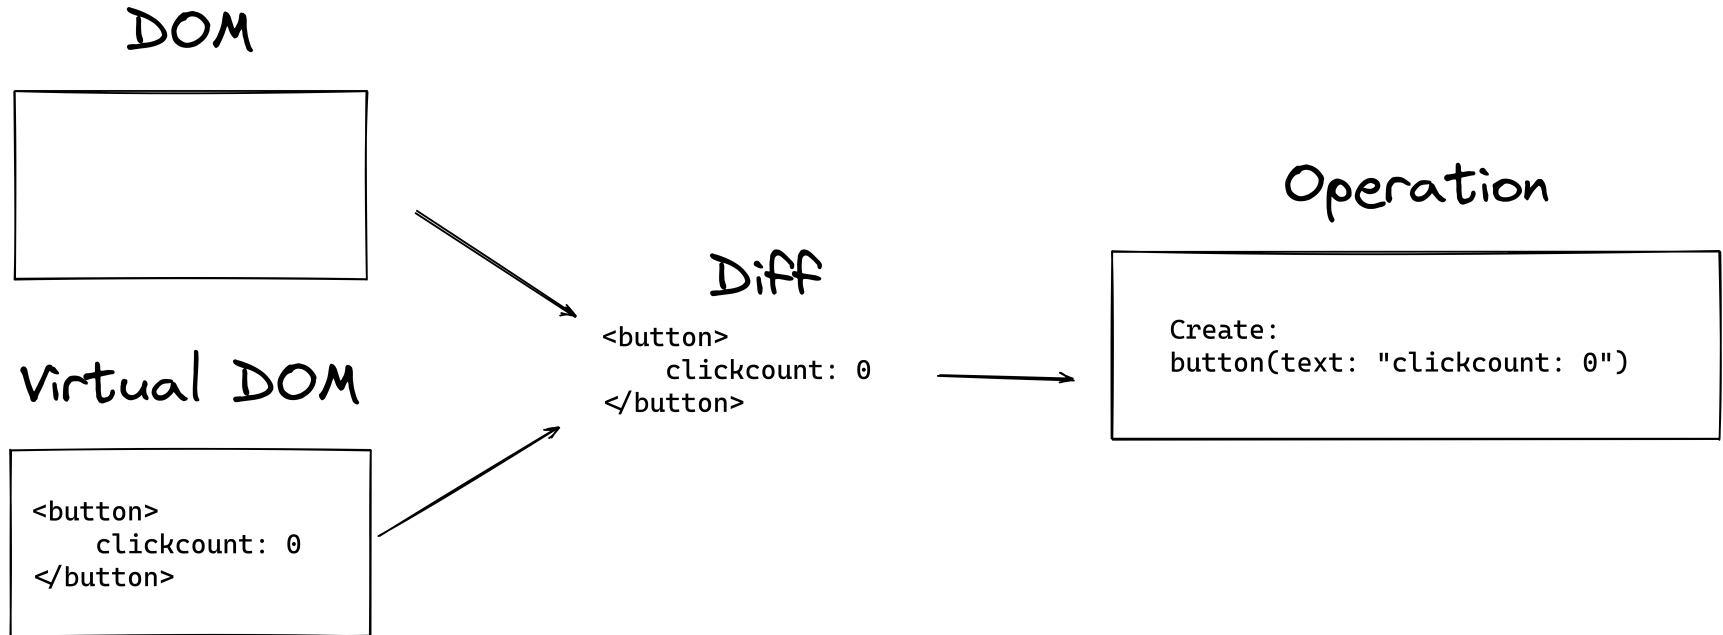 DOM
Virtual DOM
<button>
    clickcount: 0
</button>
Diff
<button>
    clickcount: 0
</button>
Operation
Create:
button(text: "clickcount: 0")